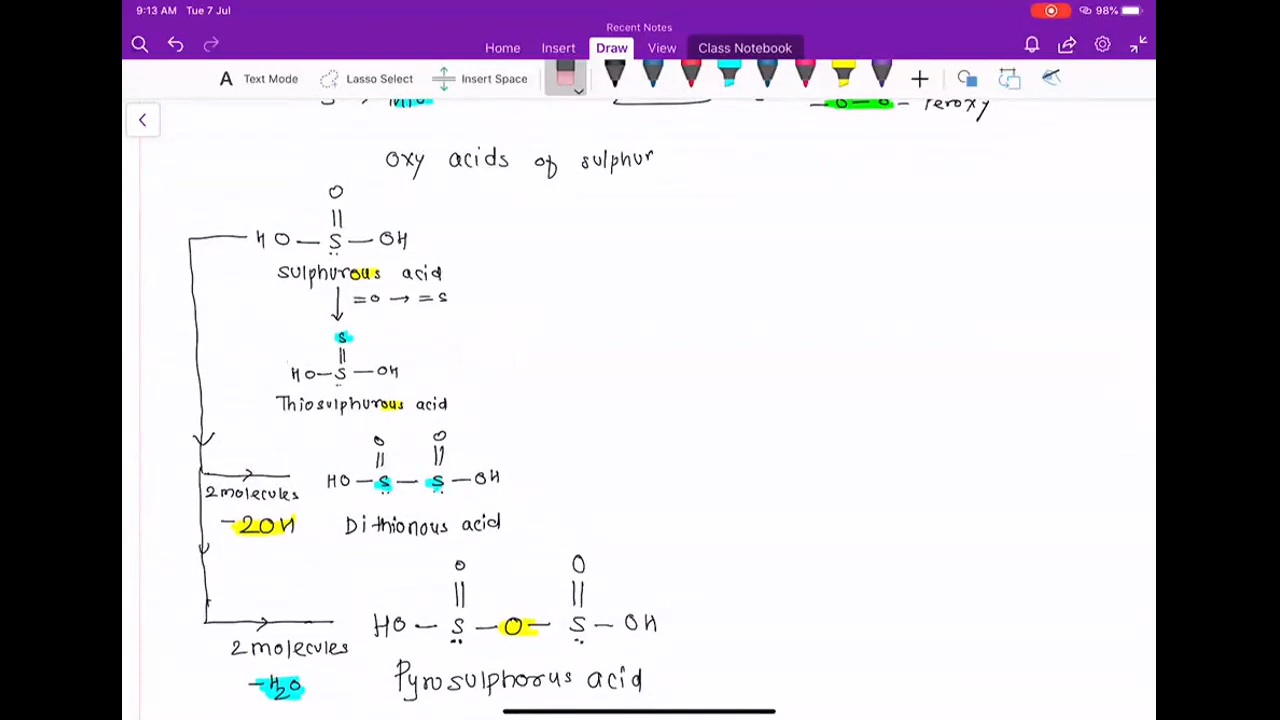 9:13 AM Tue 7 Jul
98%
Recent Notes
Home Insert Draw View Class Notebook
A Text Mode Lasso Select Insert Space
-O-O- Peroxy
Oxy acids of sulphur
O
HO-S-OH
Sulphurous acid
=O → =S
S
HO-S-OH
Thiosulphurous acid
O O
HO-S-S-OH
2 molecules
-2OH
Dithionous acid
O O
HO-S-O-S-OH
2 molecules
-H2O
Pyrosulphorus acid